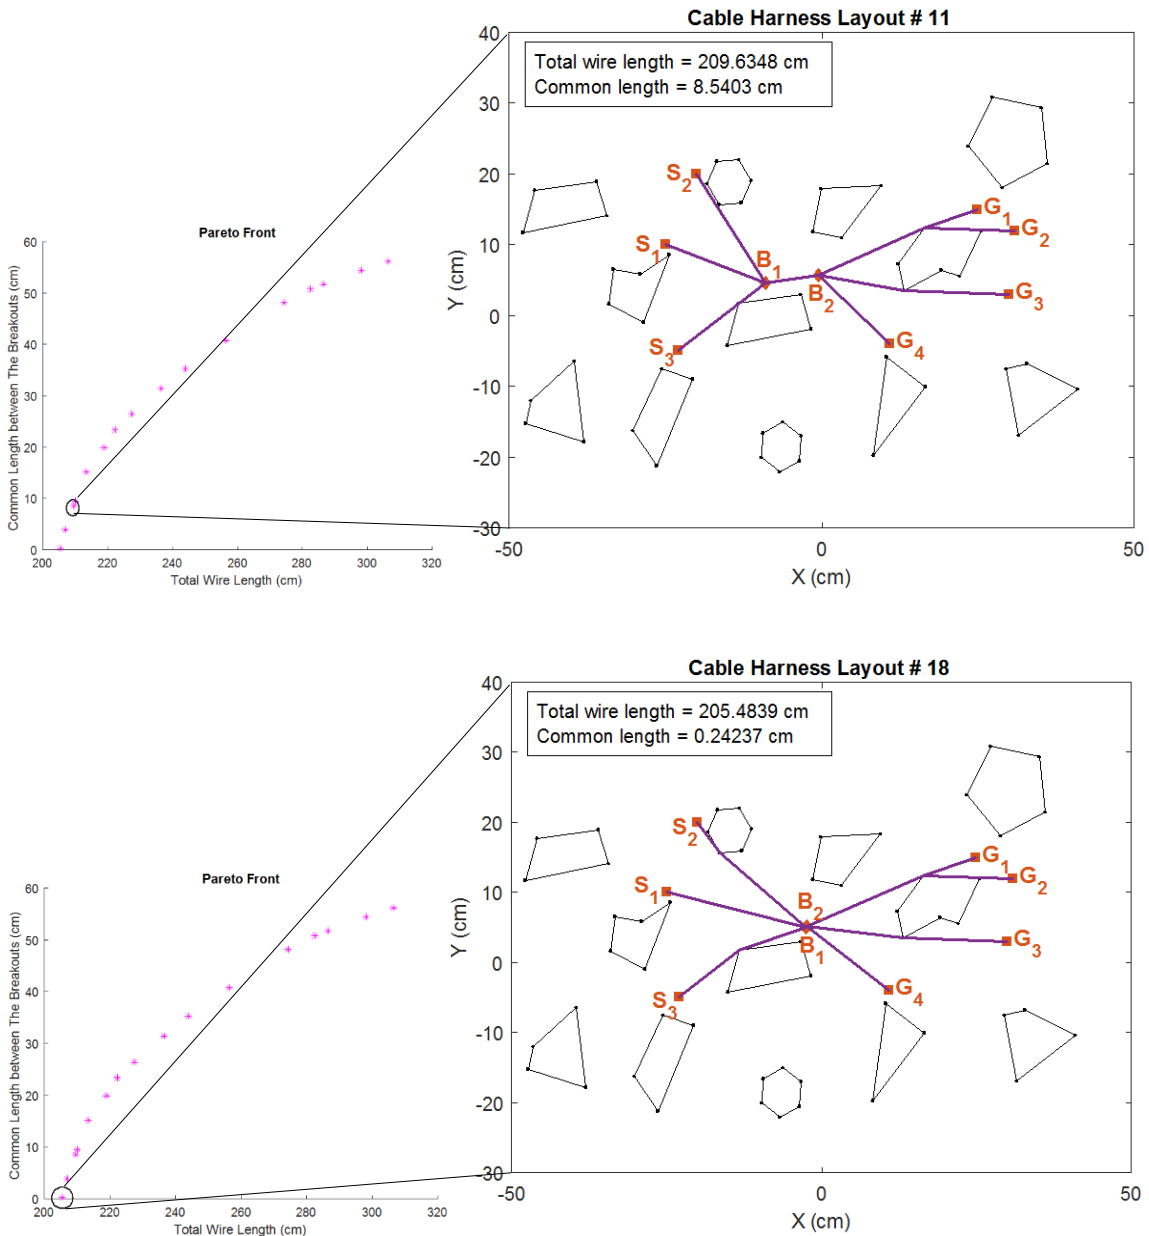 Cable Harness Layout # 11
Total wire length = 209.6348 cm
Common length = 8.5403 cm
40
30
20
10
0
-10
-20
-30
-50
0
50
X (cm)
Y (cm)
S2
S1
S3
B1
B2
G1
G2
G3
G4
Pareto Front
60
50
40
30
20
10
0
200
220
240
260
280
300
320
Total Wire Length (cm)
Common Length between The Breakouts (cm)
Cable Harness Layout # 18
Total wire length = 205.4839 cm
Common length = 0.24237 cm
40
30
20
10
0
-10
-20
-30
-50
0
50
X (cm)
Y (cm)
S2
S1
S3
B2
B1
G1
G2
G3
G4
Pareto Front
60
50
40
30
20
10
0
200
220
240
260
280
300
320
Total Wire Length (cm)
Common Length between The Breakouts (cm)